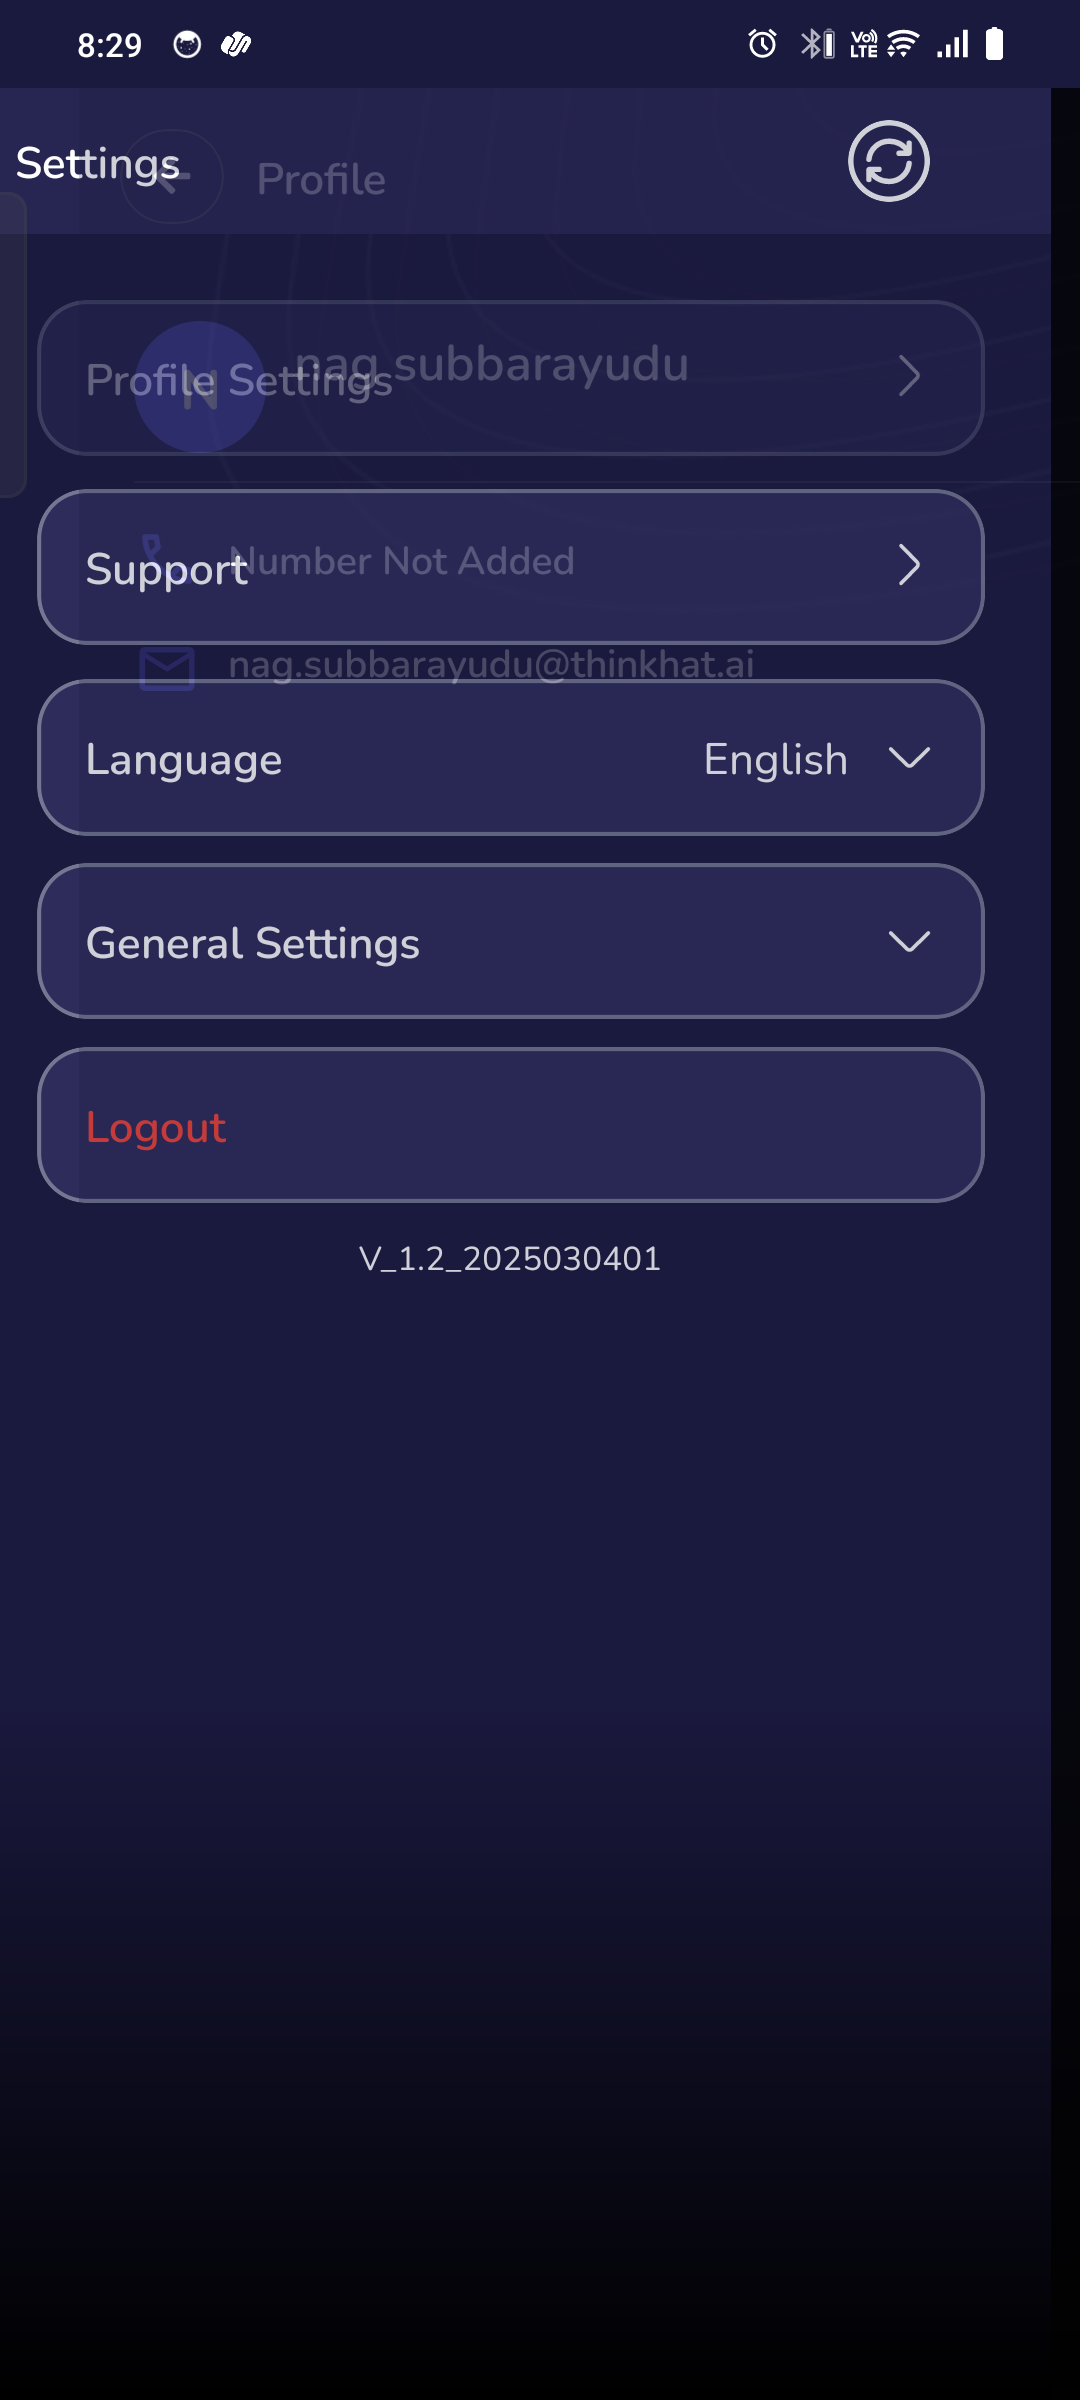 8:29
VoLTE
Settings
Profile
Profile Settings
N
nag subbarayudu
Number Not Added
Support
nag.subbarayudu@thinkhat.ai
Language English
General Settings
Logout
V_1.2_2025030401